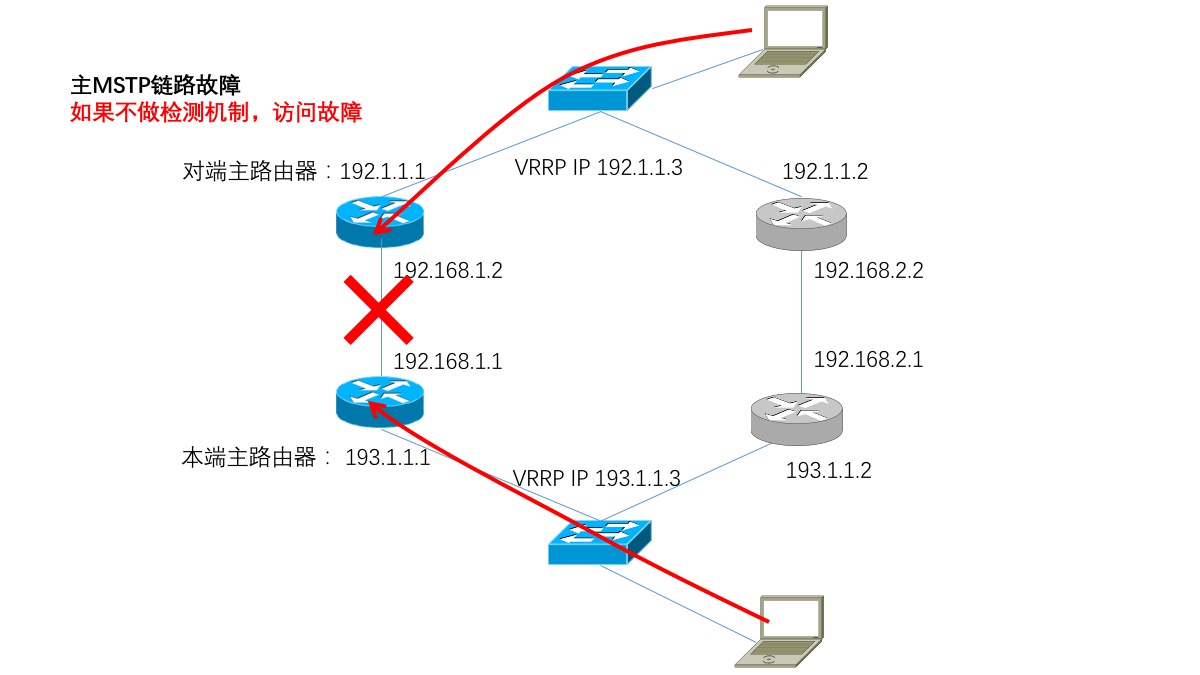 主MSTP链路故障
如果不做检测机制，访问故障
对端主路由器：192.1.1.1
VRRP IP 192.1.1.3
192.1.1.2
192.168.1.2
192.168.2.2
192.168.1.1
192.168.2.1
本端主路由器： 193.1.1.1
VRRP IP 193.1.1.3
193.1.1.2